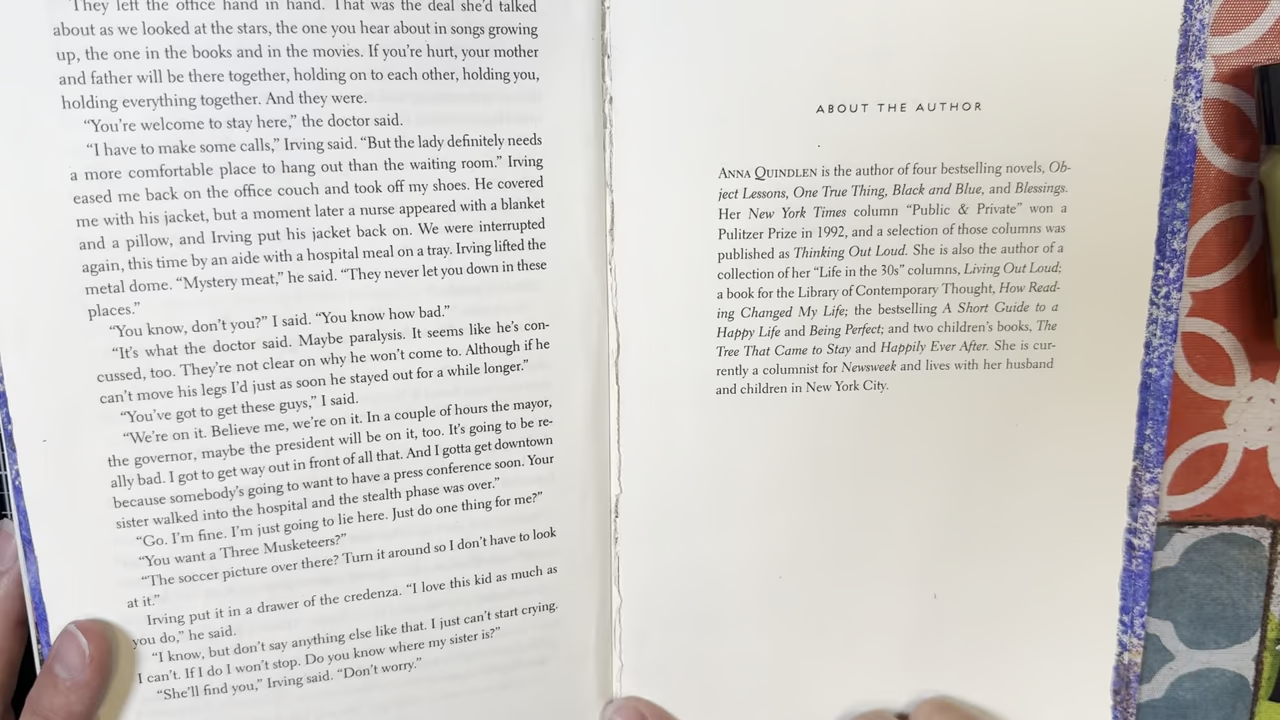 "They left the office hand in hand. That was the deal she'd talked
about as we looked at the stars, the one you hear about in songs growing
up, the one in the books and in the movies. If you're hurt, your mother
and father will be there together, holding on to each other, holding you,
holding everything together. And they were.
"You're welcome to stay here," the doctor said.
"I have to make some calls," Irving said. "But the lady definitely needs
a more comfortable place to hang out than the waiting room." Irving
eased me back on the office couch and took off my shoes. He covered
me with his jacket, but a moment later a nurse appeared with a blanket
and a pillow, and Irving put his jacket back on. We were interrupted
again, this time by an aide with a hospital meal on a tray. Irving lifted the
metal dome. "Mystery meat," he said. "They never let you down in these
places."
"You know, don't you?" I said. "You know how bad."
"It's what the doctor said. Maybe paralysis. It seems like he's con-
cussed, too. They're not clear on why he won't come to. Although if he
can't move his legs I'd just as soon he stayed out for a while longer."
"You've got to get these guys," I said.
"We're on it. Believe me, we're on it. In a couple of hours the mayor,
the governor, maybe the president will be on it, too. It's going to be re-
ally bad. I got to get way out in front of all that. And I gotta get downtown
because somebody's going to want to have a press conference soon. Your
sister walked into the hospital and the stealth phase was over."
"Go. I'm fine. I'm just going to lie here. Just do one thing for me?"
"You want a Three Musketeers?"
"The soccer picture over there? Turn it around so I don't have to look
at it."
Irving put it in a drawer of the credenza. "I love this kid as much as
you do," he said.
"I know, but don't say anything else like that. I just can't start crying.
I can't. If I do I won't stop. Do you know where my sister is?"
"She'll find you," Irving said. "Don't worry."
ABOUT THE AUTHOR
ANNA QUINDLEN is the author of four bestselling novels, Ob-
ject Lessons, One True Thing, Black and Blue, and Blessings.
Her New York Times column "Public & Private" won a
Pulitzer Prize in 1992, and a selection of those columns was
published as Thinking Out Loud. She is also the author of a
collection of her "Life in the 30s" columns, Living Out Loud;
a book for the Library of Contemporary Thought, How Read-
ing Changed My Life; the bestselling A Short Guide to a
Happy Life and Being Perfect; and two children's books, The
Tree That Came to Stay and Happily Ever After. She is cur-
rently a columnist for Newsweek and lives with her husband
and children in New York City.